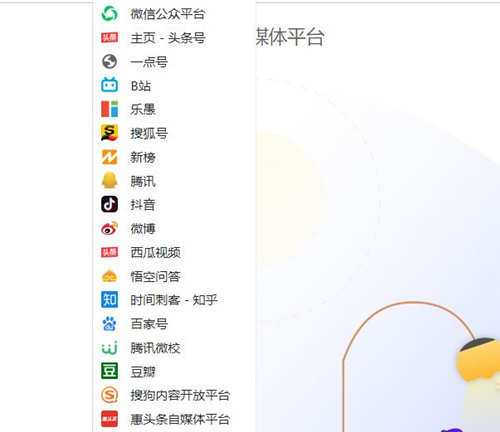 微信公众平台
头条 主页 - 头条号
媒体平台
一点号
B站
乐愚
S 搜狐号
新榜
腾讯
抖音
微博
头条 西瓜视频
悟空问答
知 时间刺客 - 知乎
百家号
腾讯微校
豆 豆瓣
搜狗内容开放平台
惠头条 惠头条自媒体平台